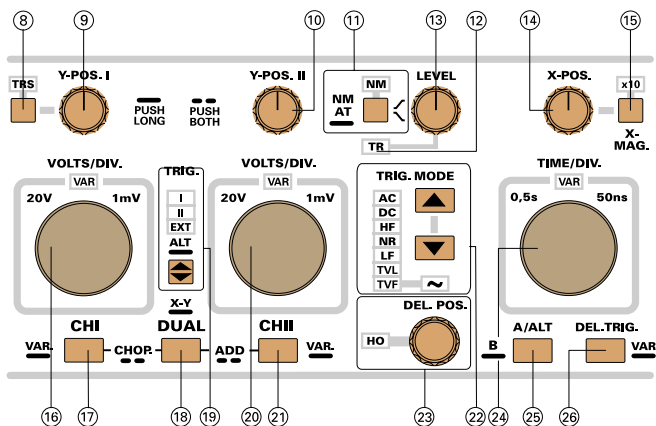 8 9 10 11 13 12 14 15
TRS Y-POS. I Y-POS. II NM LEVEL X-POS. x10
PUSH LONG
PUSH BOTH
NM AT
TR
X-MAG.
VOLTS/DIV. TRIG. VOLTS/DIV. TRIG. MODE TIME/DIV.
VAR VAR VAR
20V 1mV 20V 1mV 0,5s 50ns
I
II
EXT
ALT
AC
DC
HF
NR
LF
TVL
TVF ~
X-Y
DEL. POS.
HO
CHI DUAL CHII A/ALT DEL.TRIG.
VAR. CHOP. ADD VAR. B VAR
16 17 18 19 20 21 23 22 24 25 26